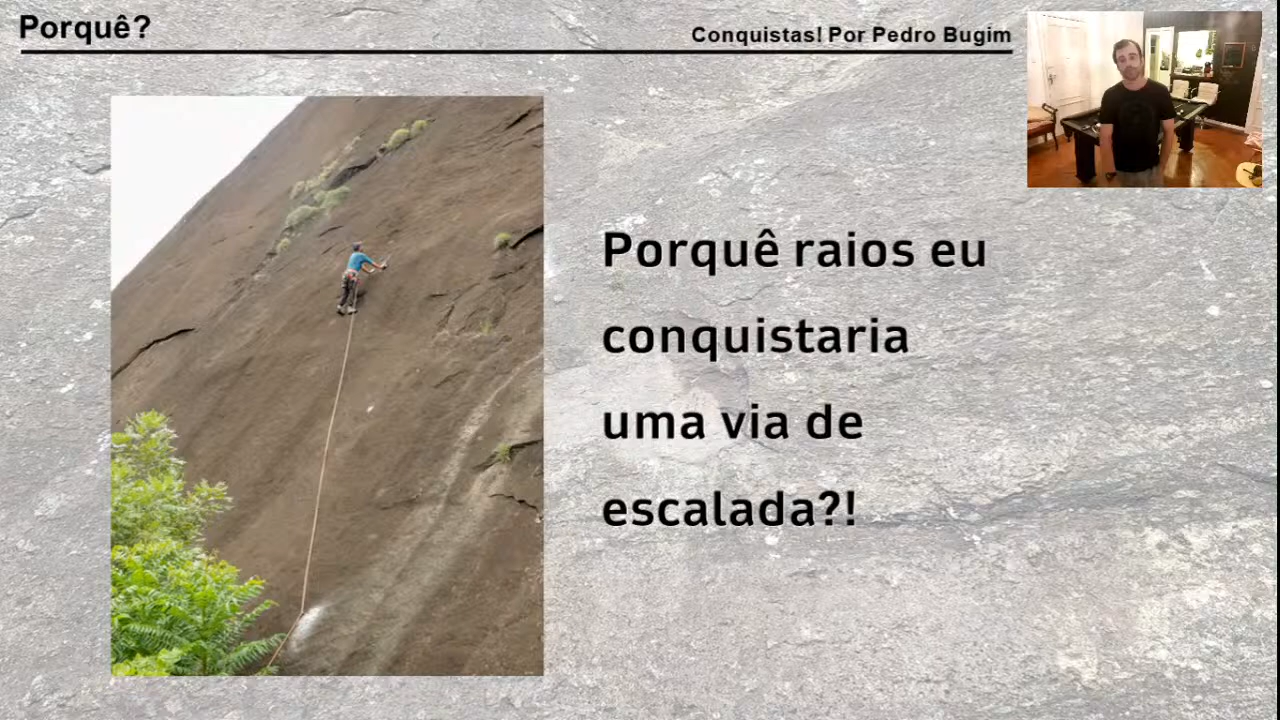 Porquê?
Conquistas! Por Pedro Bugim
Porquê raios eu
conquistaria
uma via de
escalada?!